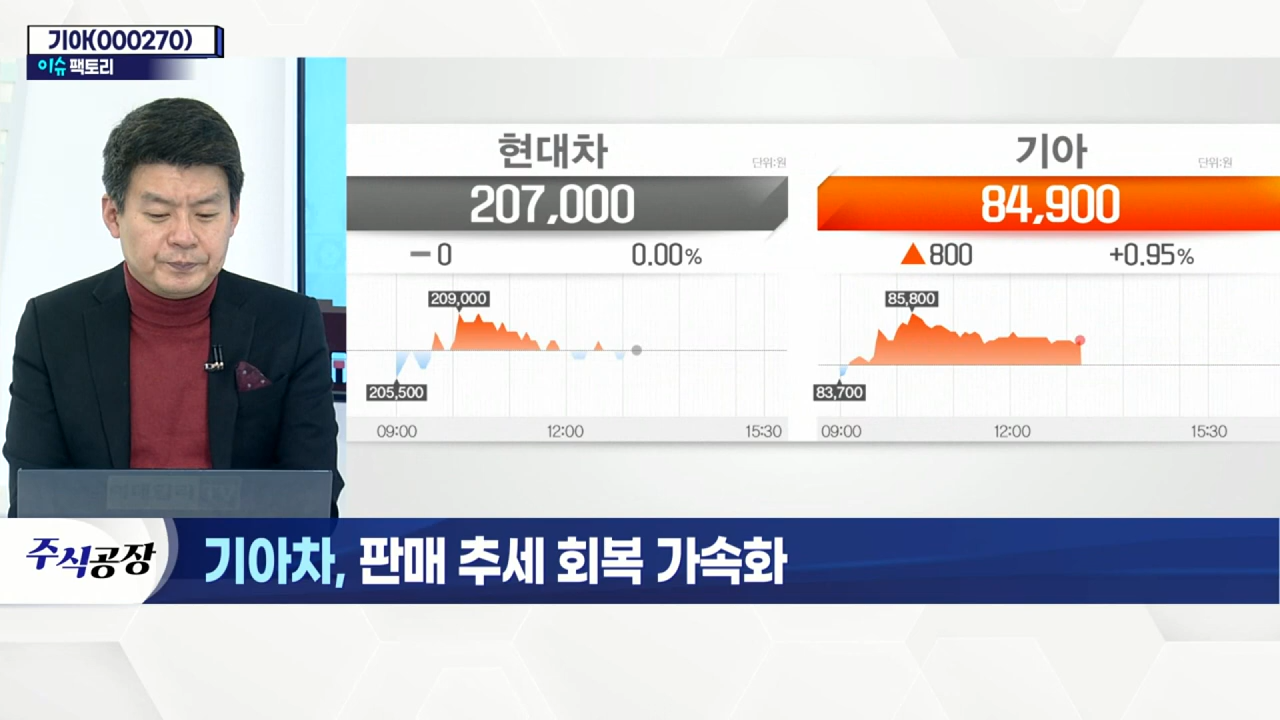 기아(000270)
이슈 팩토리
현대차
단위:원
207,000
0 0.00%
209,000
205,500
09:00 12:00 15:30
기아
단위:원
84,900
▲800 +0.95%
85,800
83,700
09:00 12:00 15:30
주식공장
기아차, 판매 추세 회복 가속화